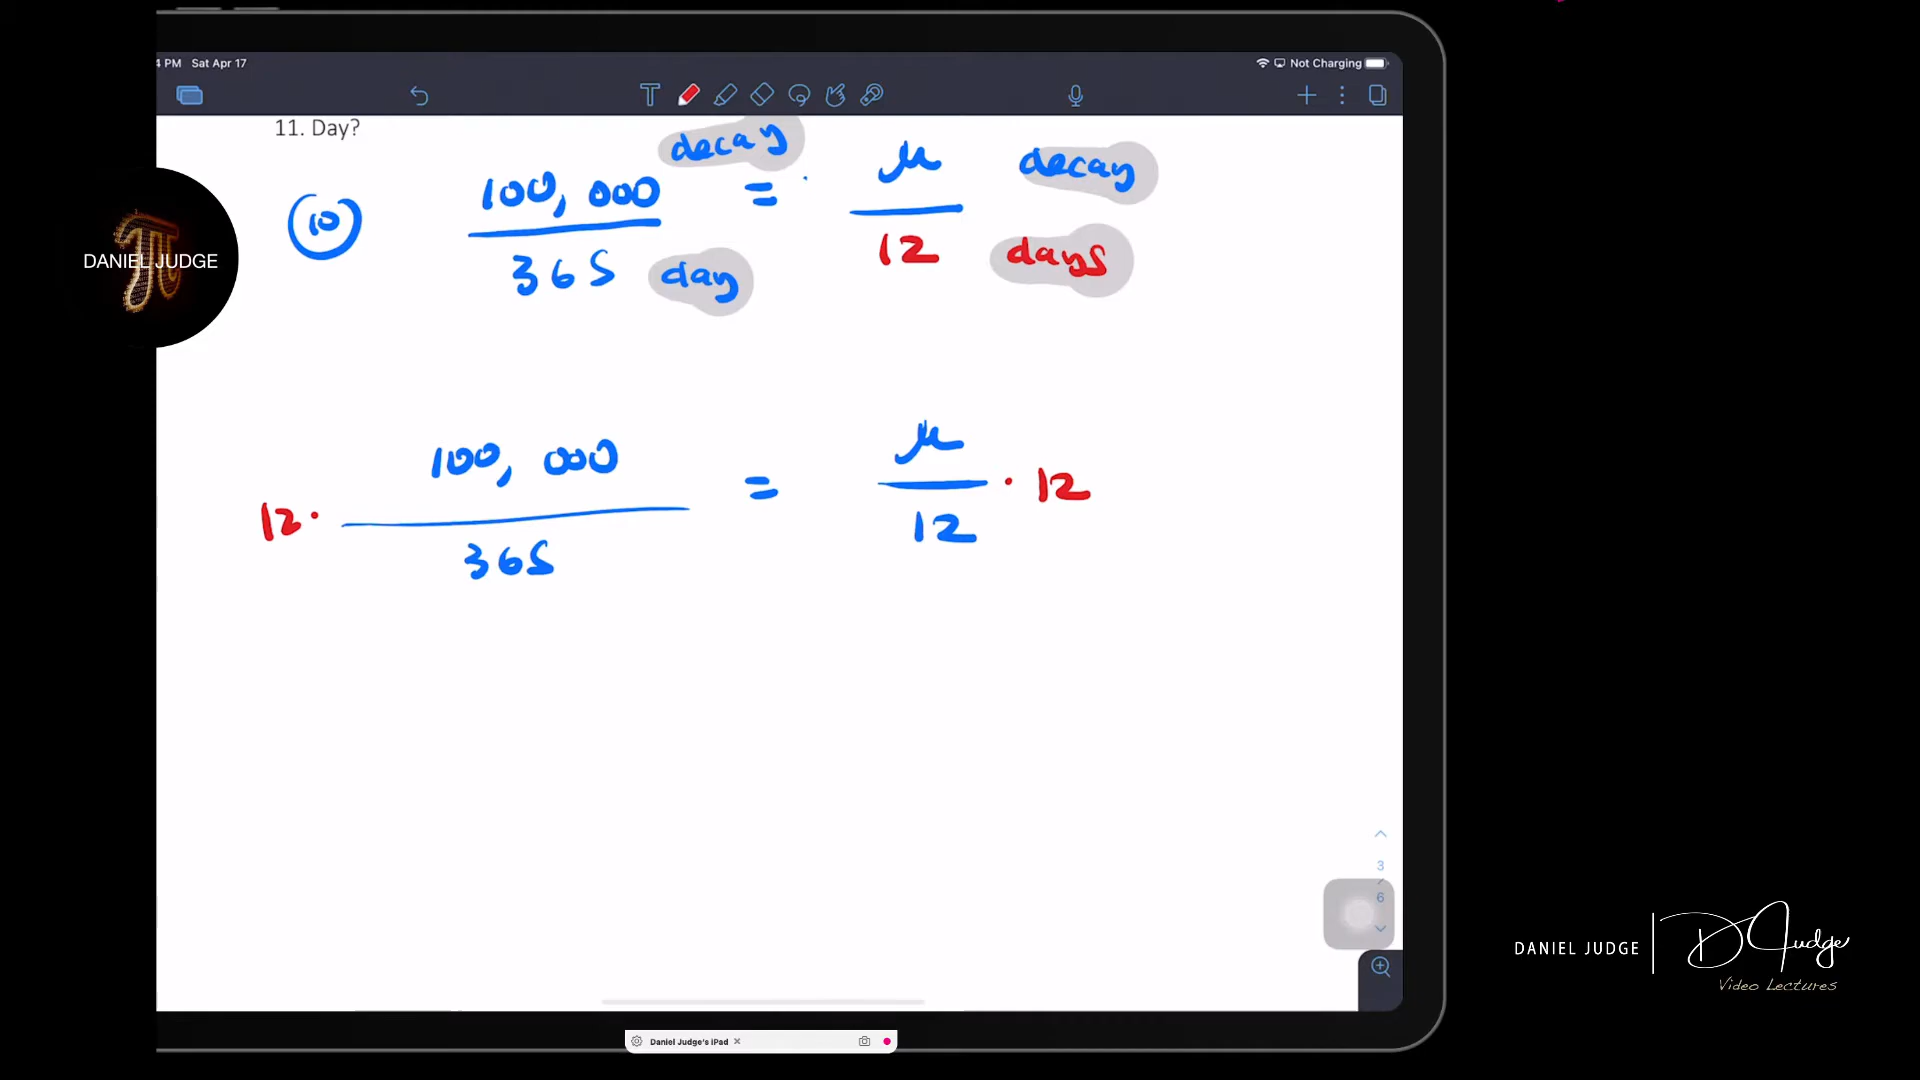 4 PM Sat Apr 17
Not Charging
11. Day?
10
100,000 decay = μ decay
365 day 12 days
DANIEL JUDGE
100,000 = μ
12 · · 12
365 12
3
6
DANIEL JUDGE
DJudge
Video Lectures
Daniel Judge's iPad